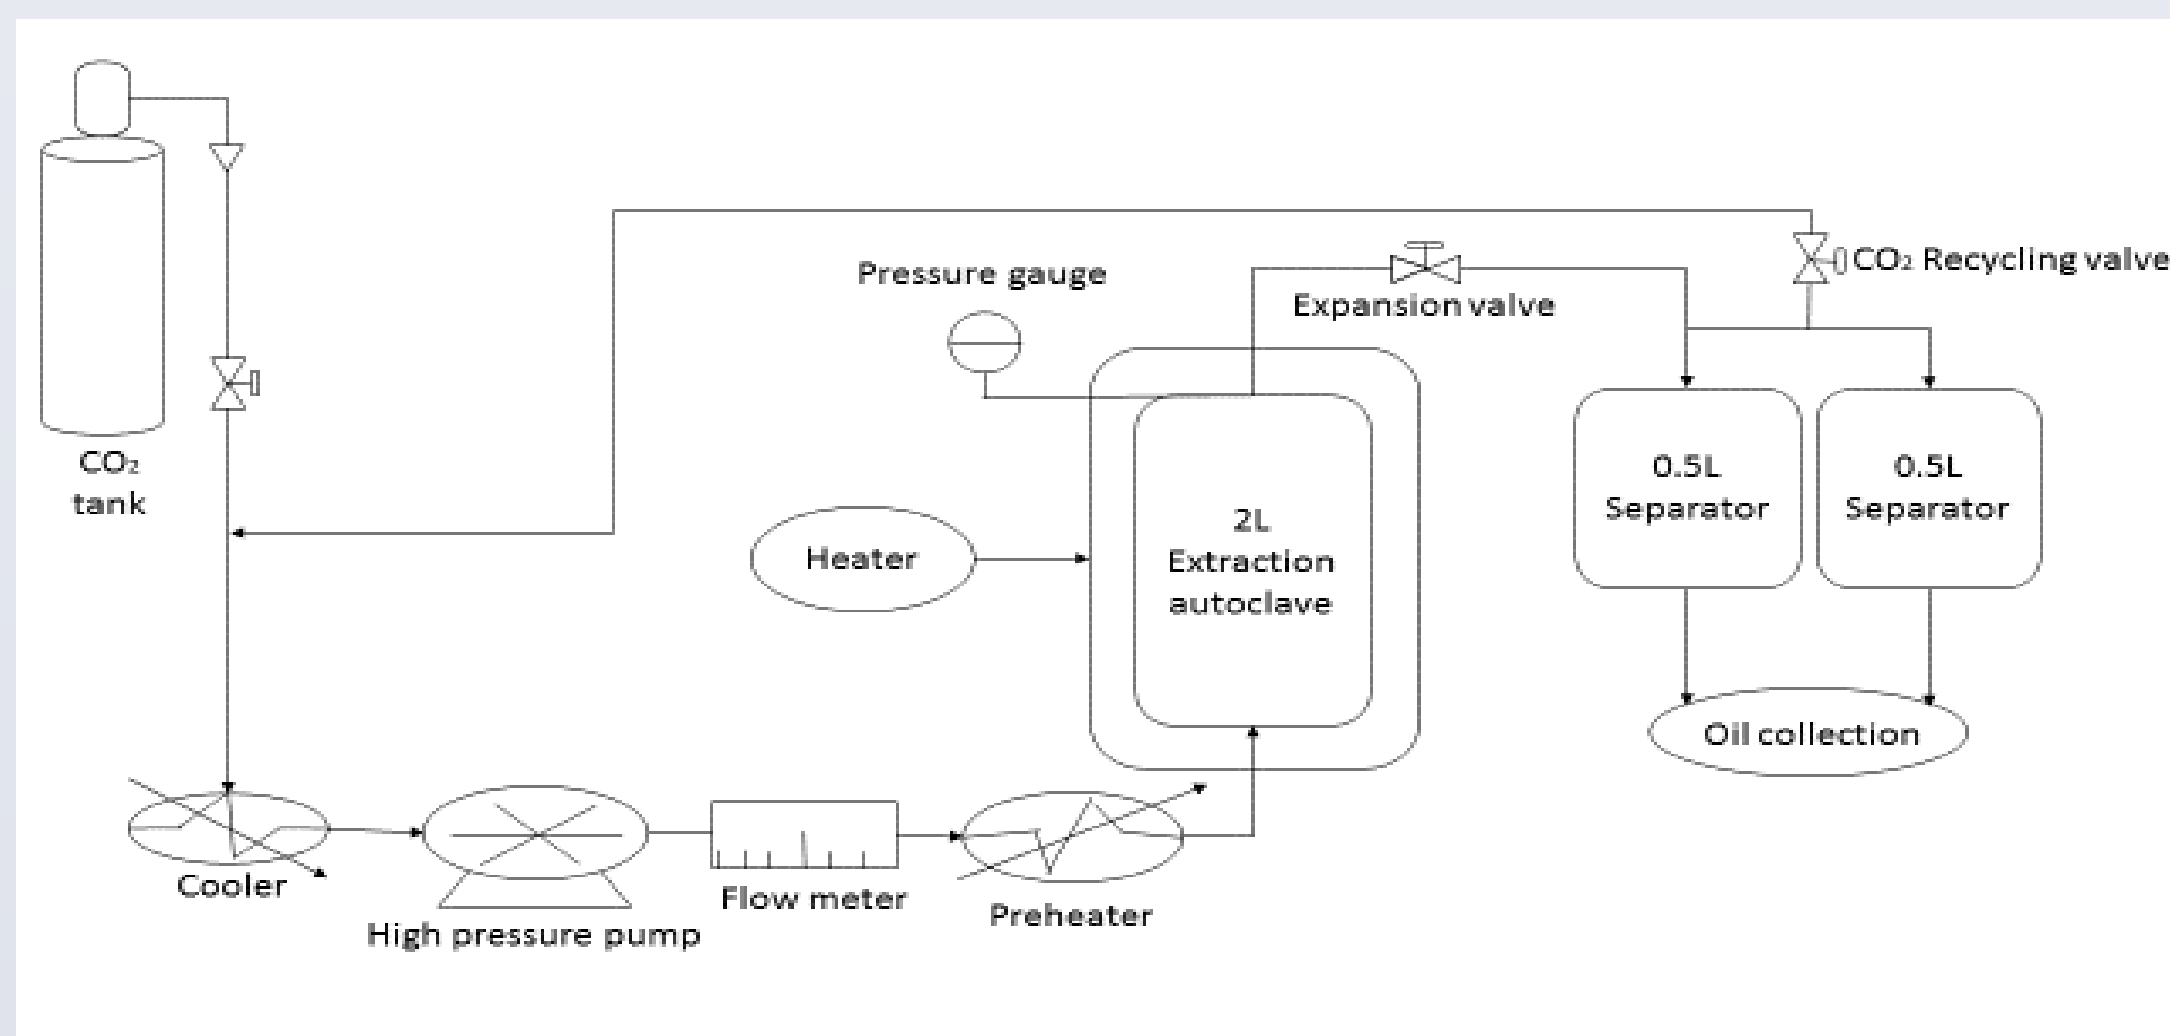 CO₂ Recycling valve
Pressure gauge
Expansion valve
CO₂
tank
0.5L
Separator
0.5L
Separator
2L
Extraction
autoclave
Heater
Oil collection
Cooler
High pressure pump
Flow meter
Preheater